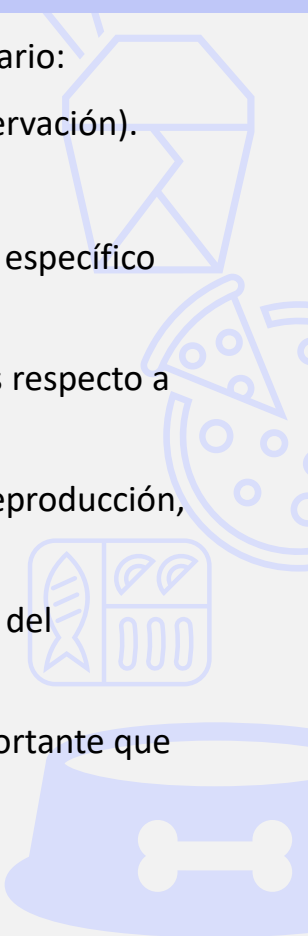 ario:
ervación).
específico
s respecto a
eproducción,
del
ortante que